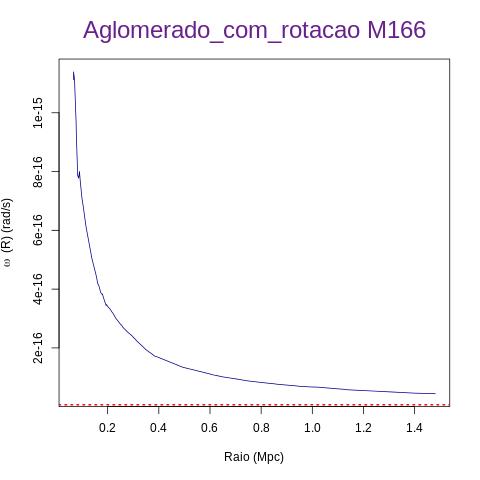 Aglomerado_com_rotacao M166
ω (R) (rad/s)
1e-15
8e-16
6e-16
4e-16
2e-16
0.2 0.4 0.6 0.8 1.0 1.2 1.4
Raio (Mpc)